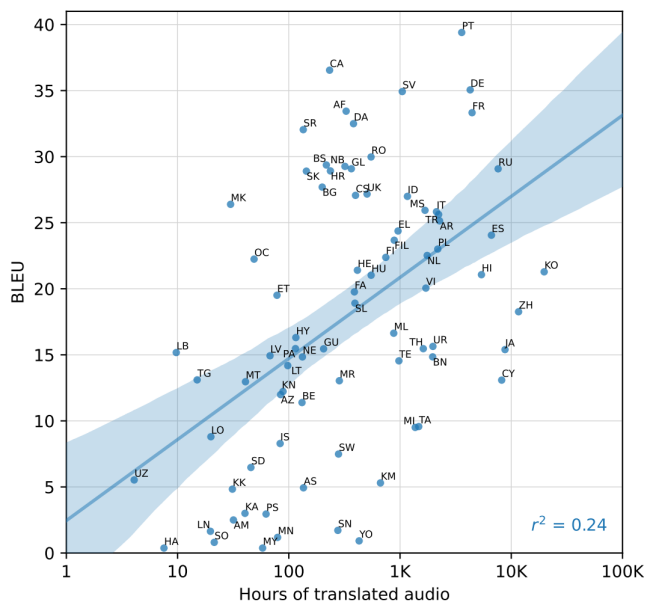 40
35
30
25
20
15
10
5
0
BLEU
PT
CA
SV
DE
AF
FR
DA
SR
RO
BS
NB
GL
RU
SK
HR
BG
CS
UK
MK
ID
MS
IT
TR
AR
EL
ES
FIL
PL
OC
FI
NL
HE
HU
KO
HI
ET
FA
VI
SL
ZH
HY
ML
LB
LV
PA
NE
GU
TH
UR
JA
LT
TE
BN
TG
MT
MR
CY
KN
AZ
BE
LO
IS
ML
TA
SW
SD
UZ
KK
AS
KM
KA
PS
AM
LN
SO
MN
SN
HA
MY
YO
r² = 0.24
1
10
100
1K
10K
100K
Hours of translated audio